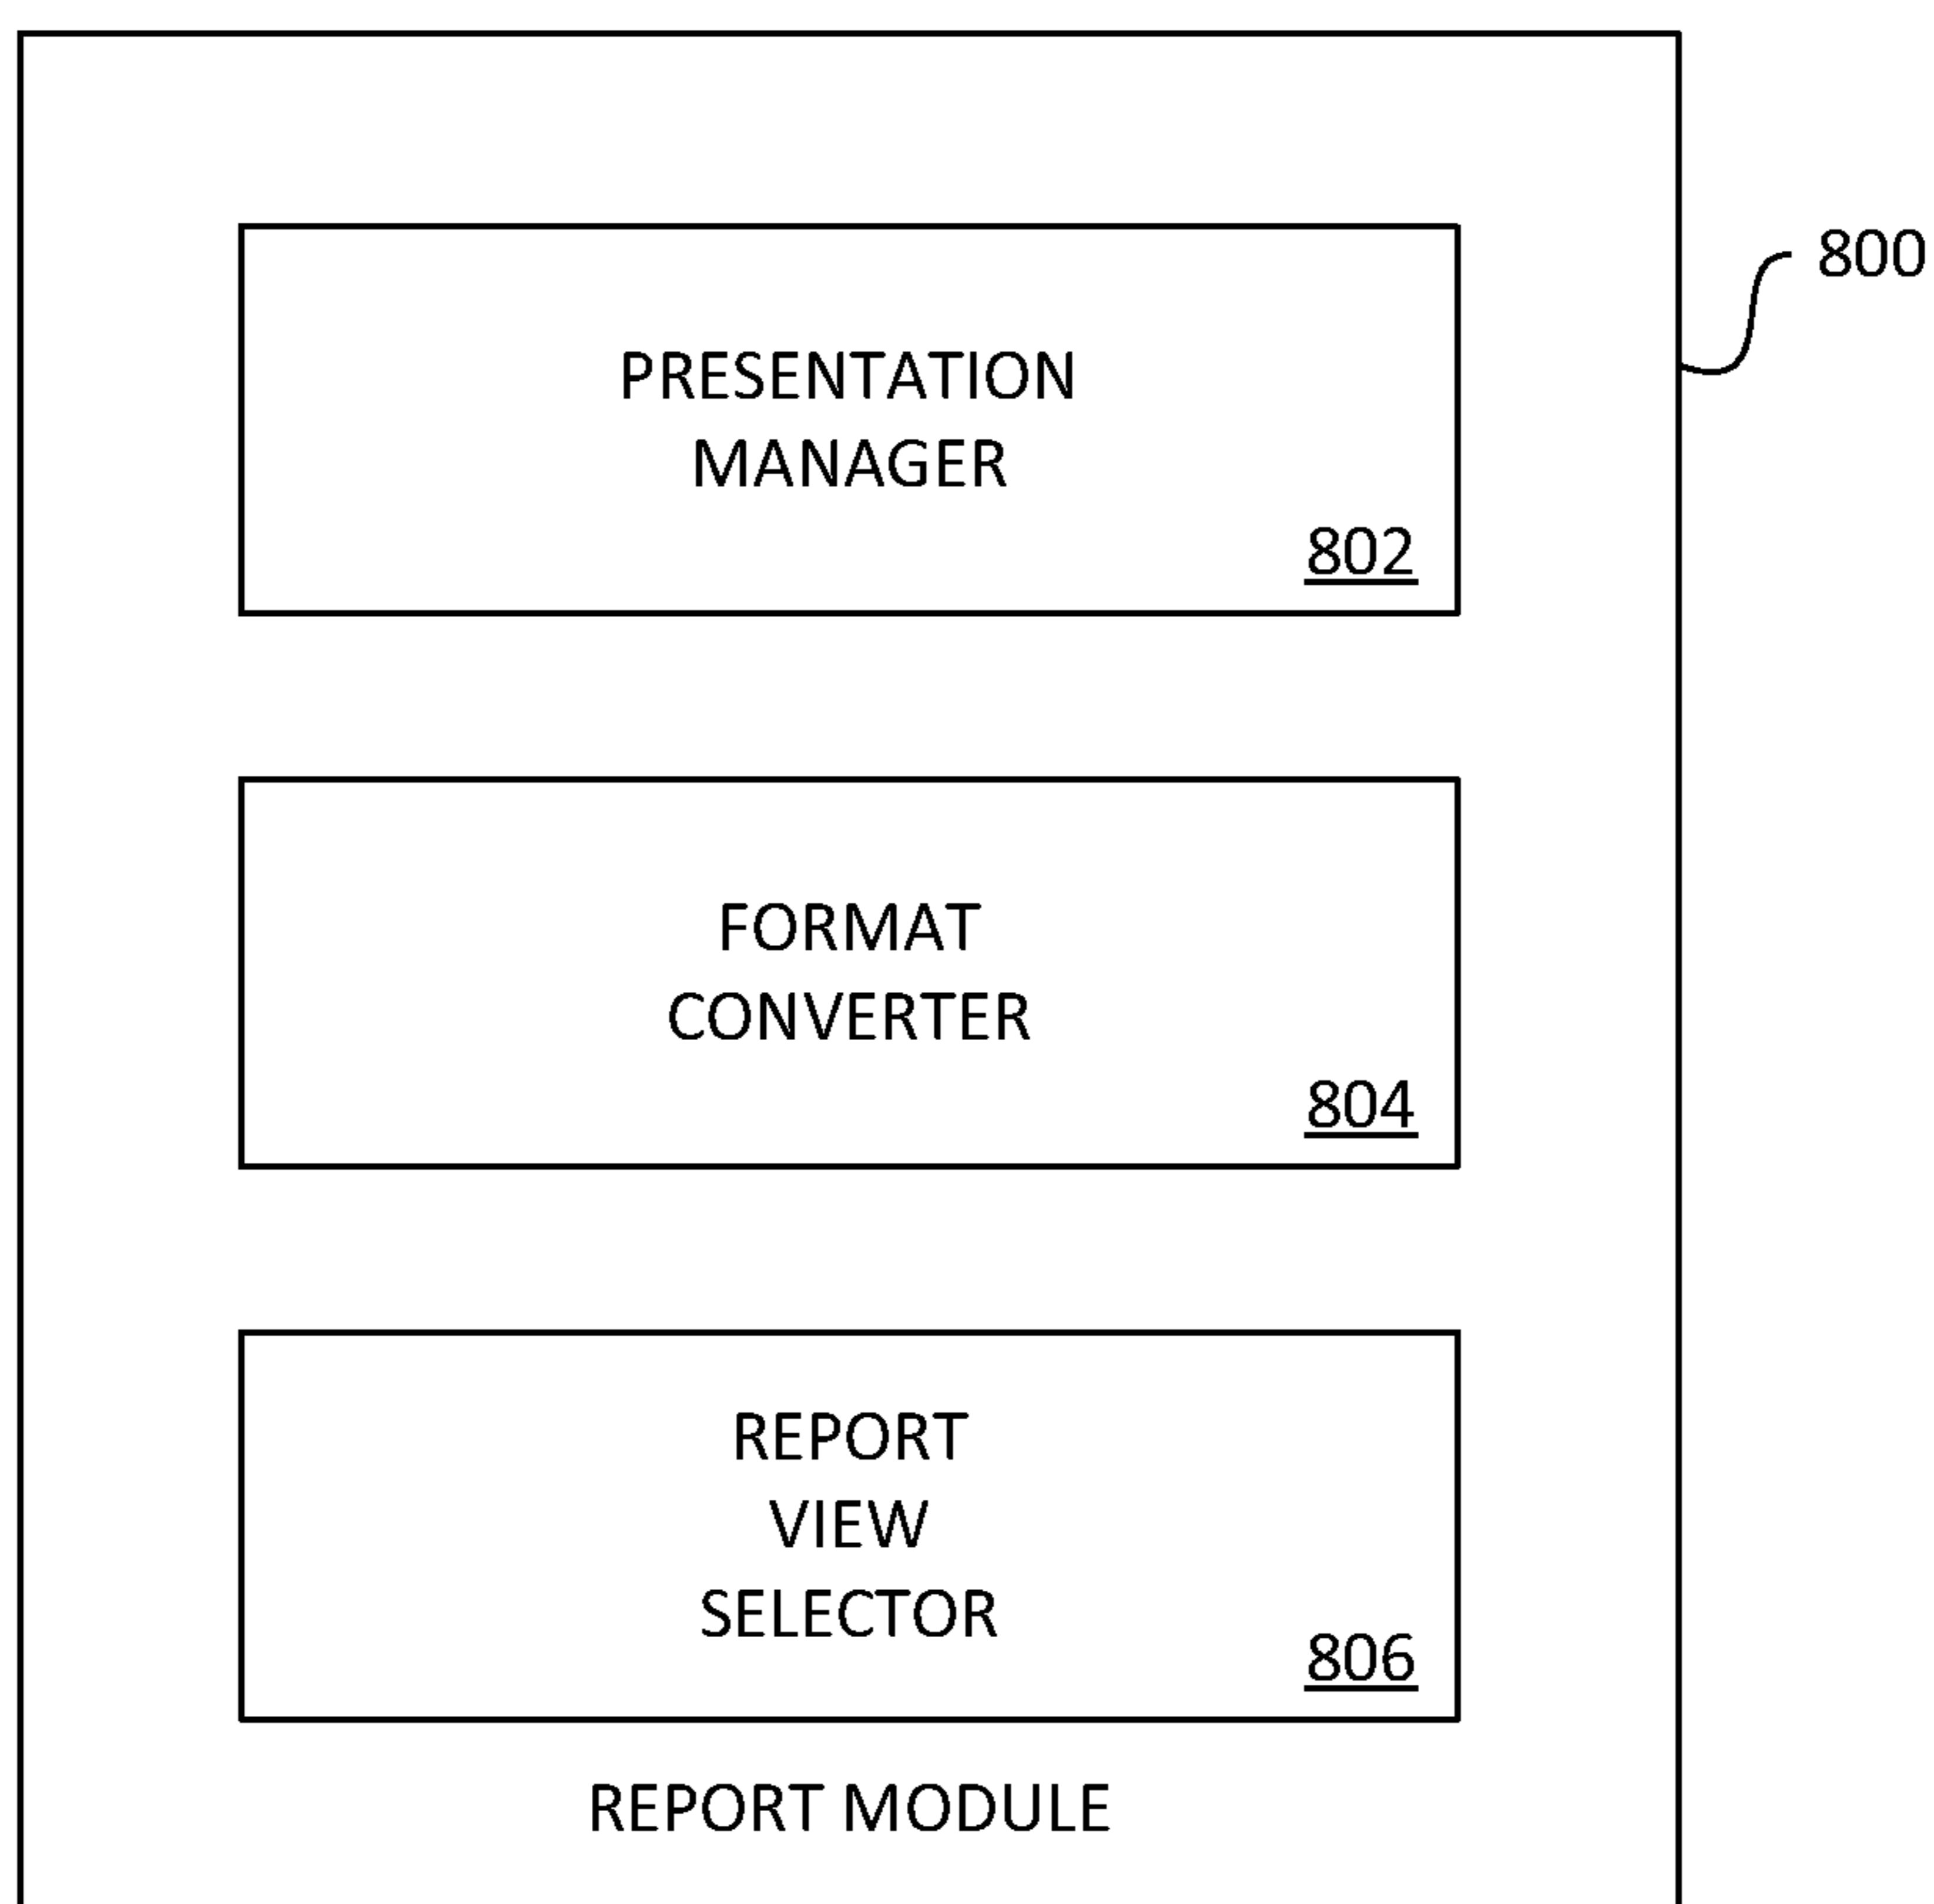 800
PRESENTATION
MANAGER
802
FORMAT
CONVERTER
804
REPORT
VIEW
SELECTOR
806
REPORT MODULE